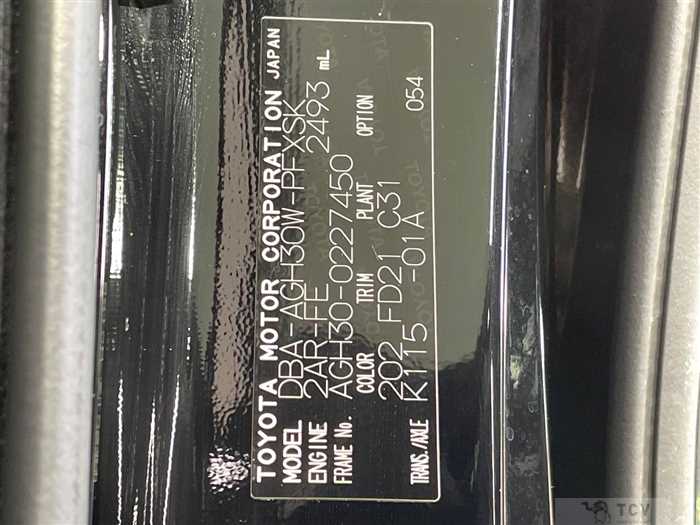 TOYOTA MOTOR CORPORATION JAPAN
MODEL DBA-AGH30W-PFXSK
ENGINE 2AR-FE 2493 mL
FRAME No. AGH30-0227450
COLOR TRIM PLANT OPTION
202 FD21 C31
TRANS./AXLE K115 -01A 054
TCV